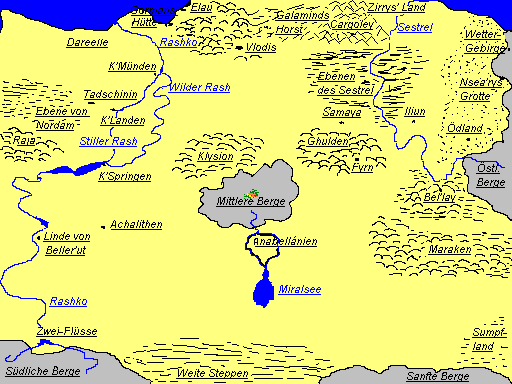 Elau
Zirrys' Land
Galaminds
Horst
Cargoley
Sestrel
Hütte
Dareelle
Rashko
Vlodis
Wetter-
Gebirge
K'Münden
Wilder Rash
Ebenen
des Sestrel
Nsea'rys
Grotte
Tadschinin
Ebene von
Nordam
K'Landen
Samaya
Iliun
Ödland
Raja
Stiller Rash
Klysion
Ghulden
Fyrn
K'Springen
Östl.
Berge
Mittlere Berge
Bel'lay
Achalithen
Linde von
Beller'ut
Anabellánien
Maraken
Miralsee
Rashko
Zwei-Flüsse
Sumpf-
land
Südliche Berge
Weite Steppen
Sanfte Berge